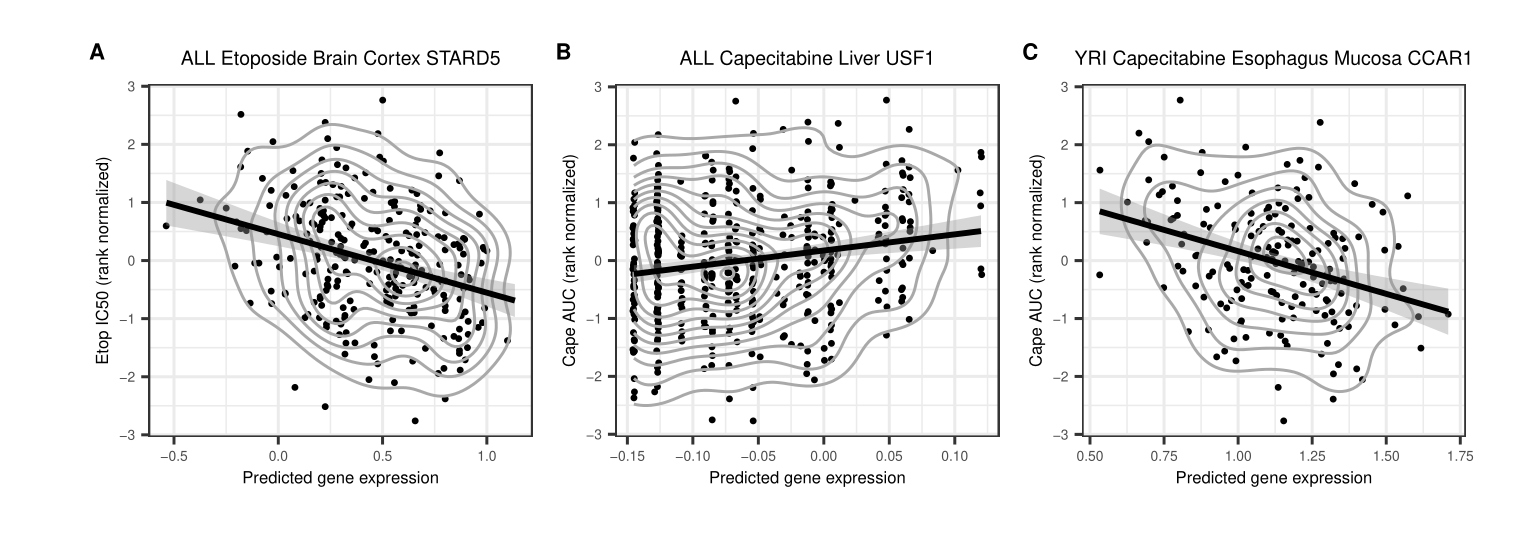 A ALL Etoposide Brain Cortex STARD5
3
2
1
0
−1
−2
−3
Etop IC50 (rank normalized)
−0.5 0.0 0.5 1.0
Predicted gene expression
B ALL Capecitabine Liver USF1
3
2
1
0
−1
−2
−3
Cape AUC (rank normalized)
−0.15 −0.10 −0.05 0.00 0.05 0.10
Predicted gene expression
C YRI Capecitabine Esophagus Mucosa CCAR1
3
2
1
0
−1
−2
−3
Cape AUC (rank normalized)
0.50 0.75 1.00 1.25 1.50 1.75
Predicted gene expression